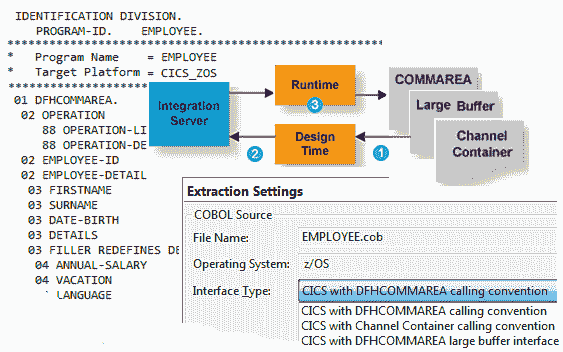 IDENTIFICATION DIVISION.
PROGRAM-ID. EMPLOYEE.
****************************************************
* Program Name = EMPLOYEE
* Target Platform = CICS_ZOS
01 DFHCOMMAREA.
02 OPERATION
88 OPERATION-LI
88 OPERATION-DE
02 EMPLOYEE-ID
02 EMPLOYEE-DETAIL
03 FIRSTNAME
03 SURNAME
03 DATE-BIRTH
03 DETAILS
03 FILLER REDEFINES DE
04 ANNUAL-SALARY
04 VACATION
LANGUAGE
Integration
Server
Runtime
3
Design
Time
2
1
COMMAREA
Large Buffer
Channel
Container
Extraction Settings
COBOL Source
File Name: EMPLOYEE.cob
Operating System: z/OS
Interface Type: CICS with DFHCOMMAREA calling convention
CICS with DFHCOMMAREA calling convention
CICS with Channel Container calling convention
CICS with DFHCOMMAREA large buffer interface